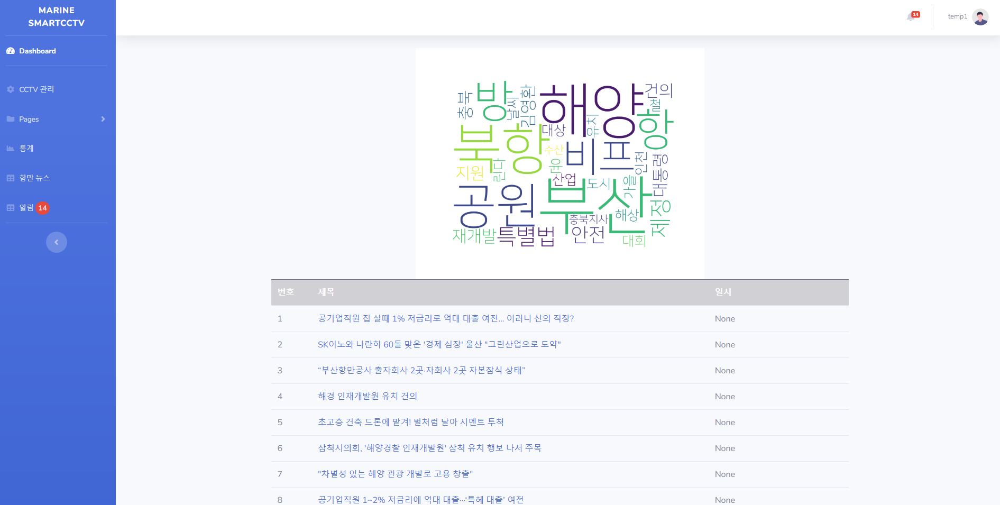 MARINE
SMARTCCTV
14
temp1
Dashboard
CCTV 관리
Pages
통계
항만 뉴스
알림 14
충북
방
날씨
김영환
해양
건의
철
항
북항
대상
유치
수산
비프
인천
대통령
지원
린다
윤
산업
도시
가을
공원
부산
해상
제정
충북지사
재개발
특별법
안전
대회
번호 제목 일시
1 공기업직원 집 살때 1% 저금리로 억대 대출 여전... 이러니 신의 직장? None
2 SK이노와 나란히 60돌 맞은 '경제 심장' 울산 "그린산업으로 도약" None
3 “부산항만공사 출자회사 2곳·자회사 2곳 자본잠식 상태” None
4 해경 인재개발원 유치 건의 None
5 초고층 건축 드론에 맡겨! 벌처럼 날아 시멘트 투척 None
6 삼척시의회, '해양경찰 인재개발원' 삼척 유치 행보 나서 주목 None
7 "차별성 있는 해양 관광 개발로 고용 창출" None
8 공기업직원 1~2% 저금리에 억대 대출…‘특혜 대출’ 여전 None